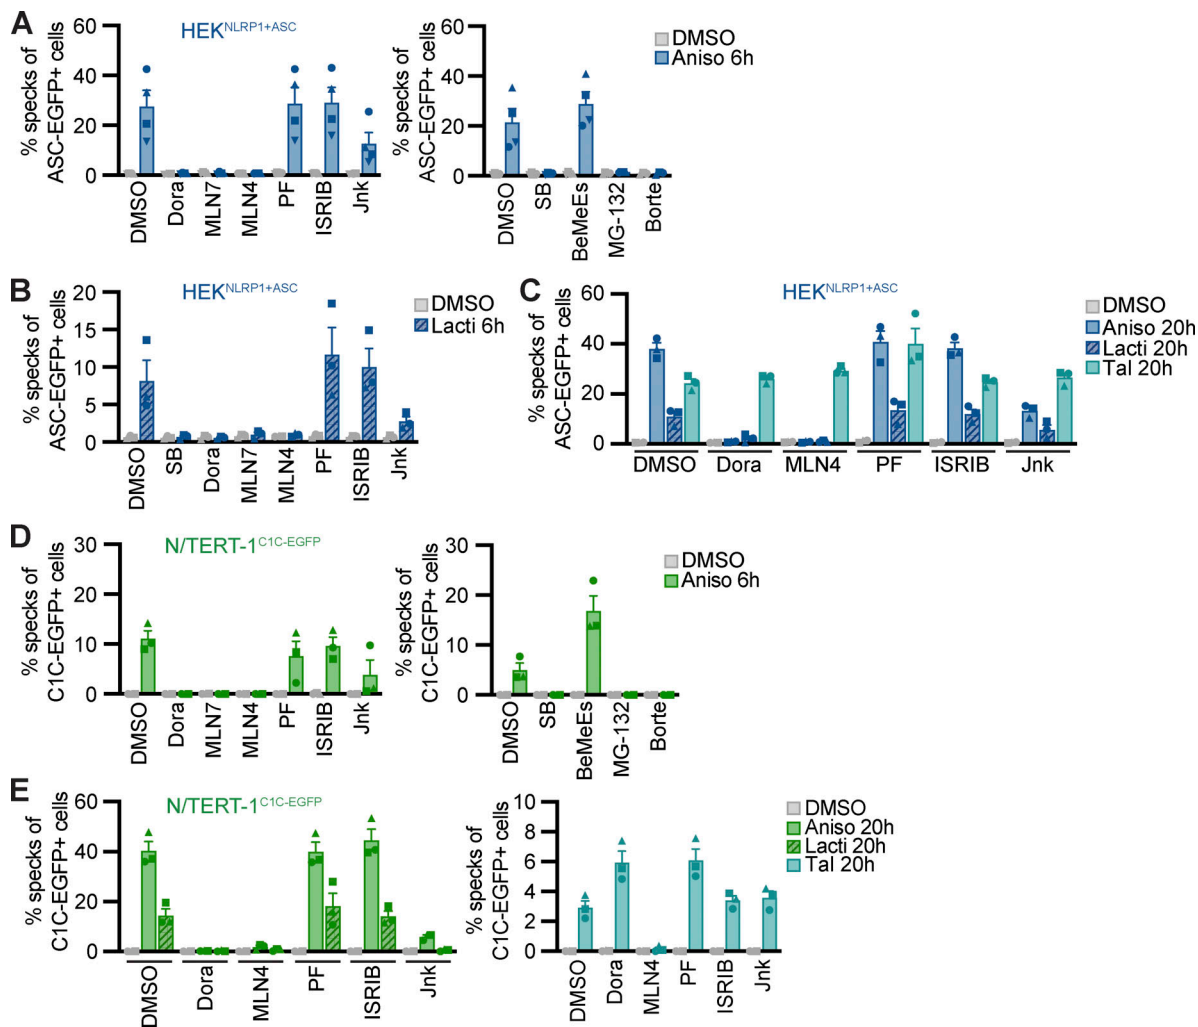 A
HEK^NLRP1+ASC
% specks of
ASC-EGFP+ cells
60
40
20
0
DMSO
Dora
MLN7
MLN4
PF
ISRIB
Jnk
% specks of
ASC-EGFP+ cells
60
40
20
0
DMSO
SB
BeMeEs
MG-132
Borte
DMSO
Aniso 6h
B
HEK^NLRP1+ASC
% specks of
ASC-EGFP+ cells
20
15
10
5
0
DMSO
SB
Dora
MLN7
MLN4
PF
ISRIB
Jnk
DMSO
Lacti 6h
C
HEK^NLRP1+ASC
% specks of
ASC-EGFP+ cells
60
40
20
0
DMSO
Dora
MLN4
PF
ISRIB
Jnk
DMSO
Aniso 20h
Lacti 20h
Tal 20h
D
N/TERT-1^C1C-EGFP
% specks of
C1C-EGFP+ cells
30
20
10
0
DMSO
Dora
MLN7
MLN4
PF
ISRIB
Jnk
% specks of
C1C-EGFP+ cells
30
20
10
0
DMSO
SB
BeMeEs
MG-132
Borte
DMSO
Aniso 6h
E
N/TERT-1^C1C-EGFP
% specks of
C1C-EGFP+ cells
60
40
20
0
DMSO
Dora
MLN4
PF
ISRIB
Jnk
% specks of
C1C-EGFP+ cells
10
8
6
4
2
0
DMSO
Dora
MLN4
PF
ISRIB
Jnk
DMSO
Aniso 20h
Lacti 20h
Tal 20h